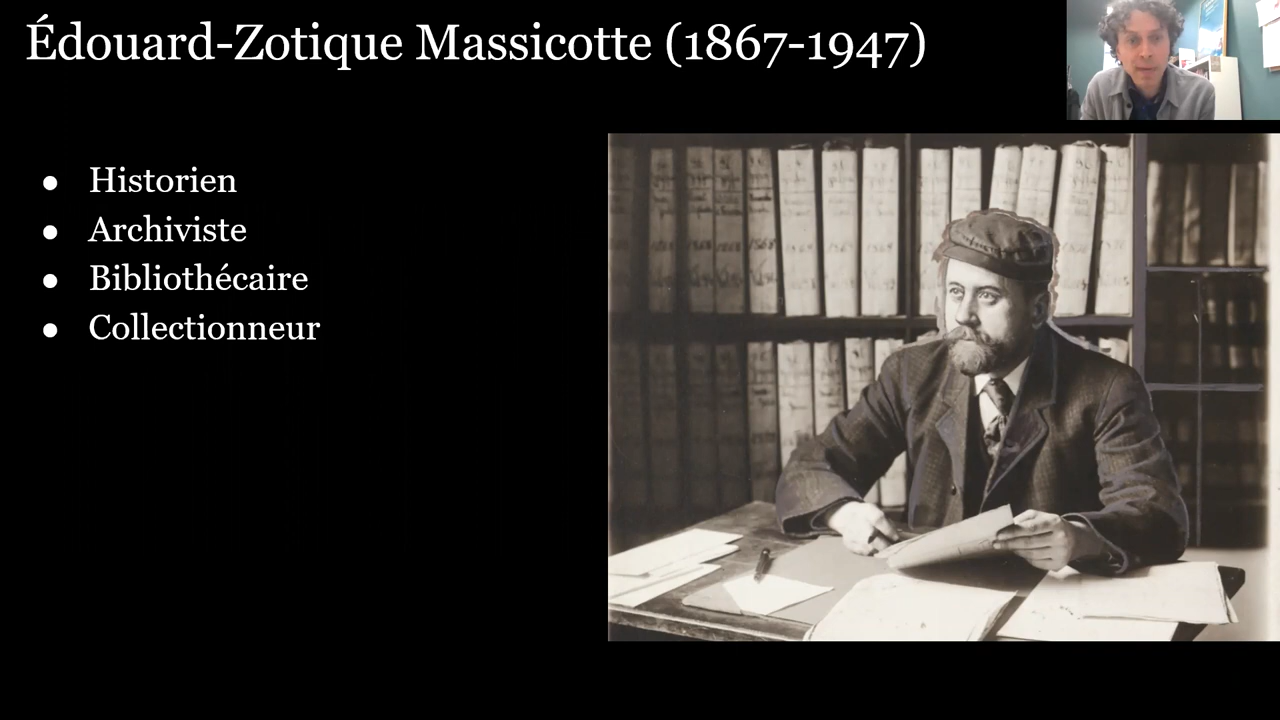 Édouard-Zotique Massicotte (1867-1947)
● Historien
● Archiviste
● Bibliothécaire
● Collectionneur